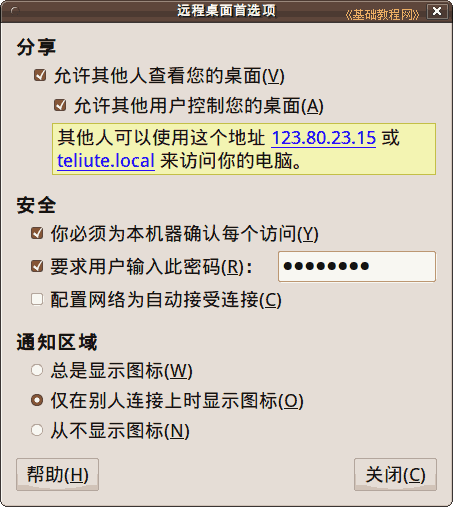 远程桌面首选项
《基础教程网》
分享
允许其他人查看您的桌面(V)
允许其他用户控制您的桌面(A)
其他人可以使用这个地址 123.80.23.15 或
teliute.local 来访问你的电脑。
安全
你必须为本机器确认每个访问(Y)
要求用户输入此密码(R)：
●●●●●●●●
配置网络为自动接受连接(C)
通知区域
总是显示图标(W)
仅在别人连接上时显示图标(O)
从不显示图标(N)
帮助(H)
关闭(C)